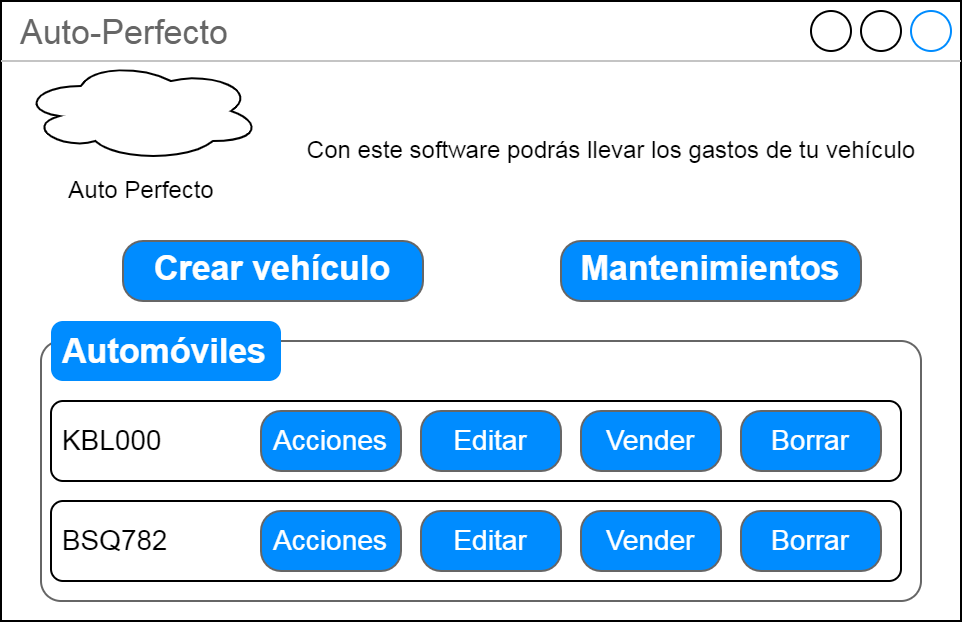 Auto-Perfecto
Con este software podrás llevar los gastos de tu vehículo
Auto Perfecto
Crear vehículo
Mantenimientos
Automóviles
KBL000 Acciones Editar Vender Borrar
BSQ782 Acciones Editar Vender Borrar